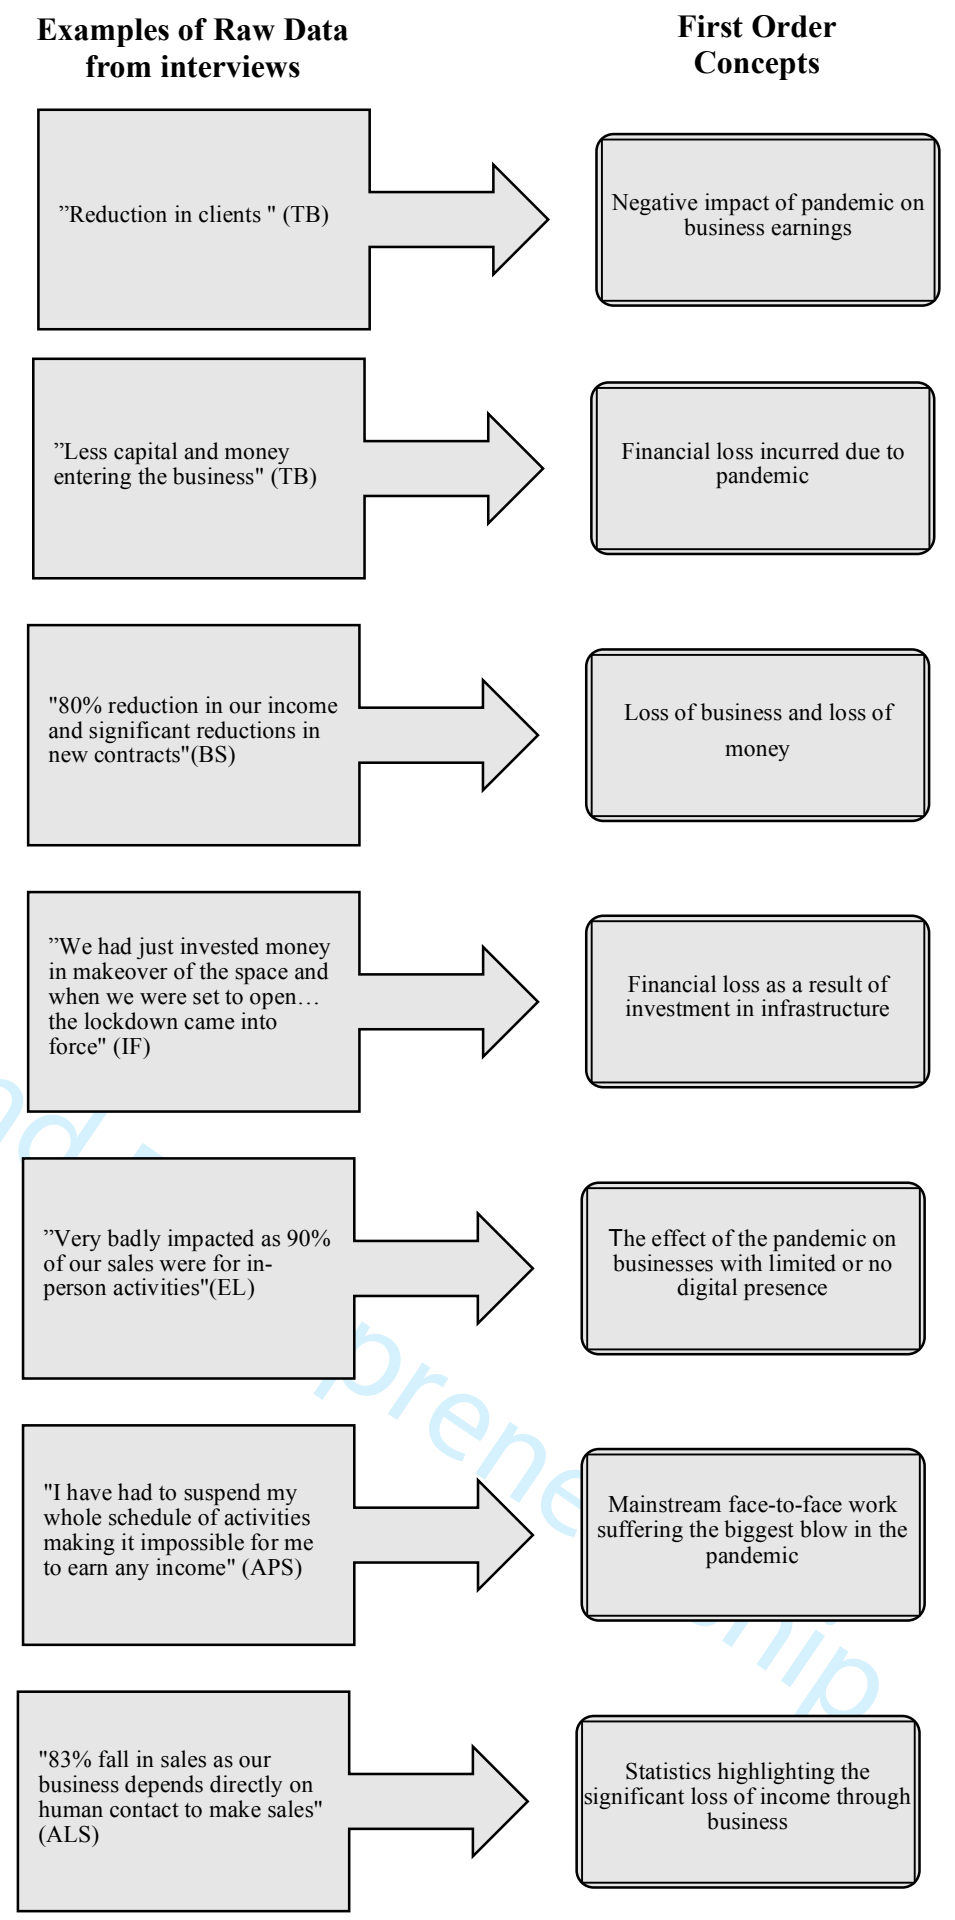 Examples of Raw Data
from interviews
First Order
Concepts
”Reduction in clients " (TB)
Negative impact of pandemic on
business earnings
”Less capital and money
entering the business" (TB)
Financial loss incurred due to
pandemic
"80% reduction in our income
and significant reductions in
new contracts"(BS)
Loss of business and loss of
money
”We had just invested money
in makeover of the space and
when we were set to open…
the lockdown came into
force" (IF)
Financial loss as a result of
investment in infrastructure
”Very badly impacted as 90%
of our sales were for in-
person activities"(EL)
The effect of the pandemic on
businesses with limited or no
digital presence
"I have had to suspend my
whole schedule of activities
making it impossible for me
to earn any income" (APS)
Mainstream face-to-face work
suffering the biggest blow in the
pandemic
"83% fall in sales as our
business depends directly on
human contact to make sales"
(ALS)
Statistics highlighting the
significant loss of income through
business